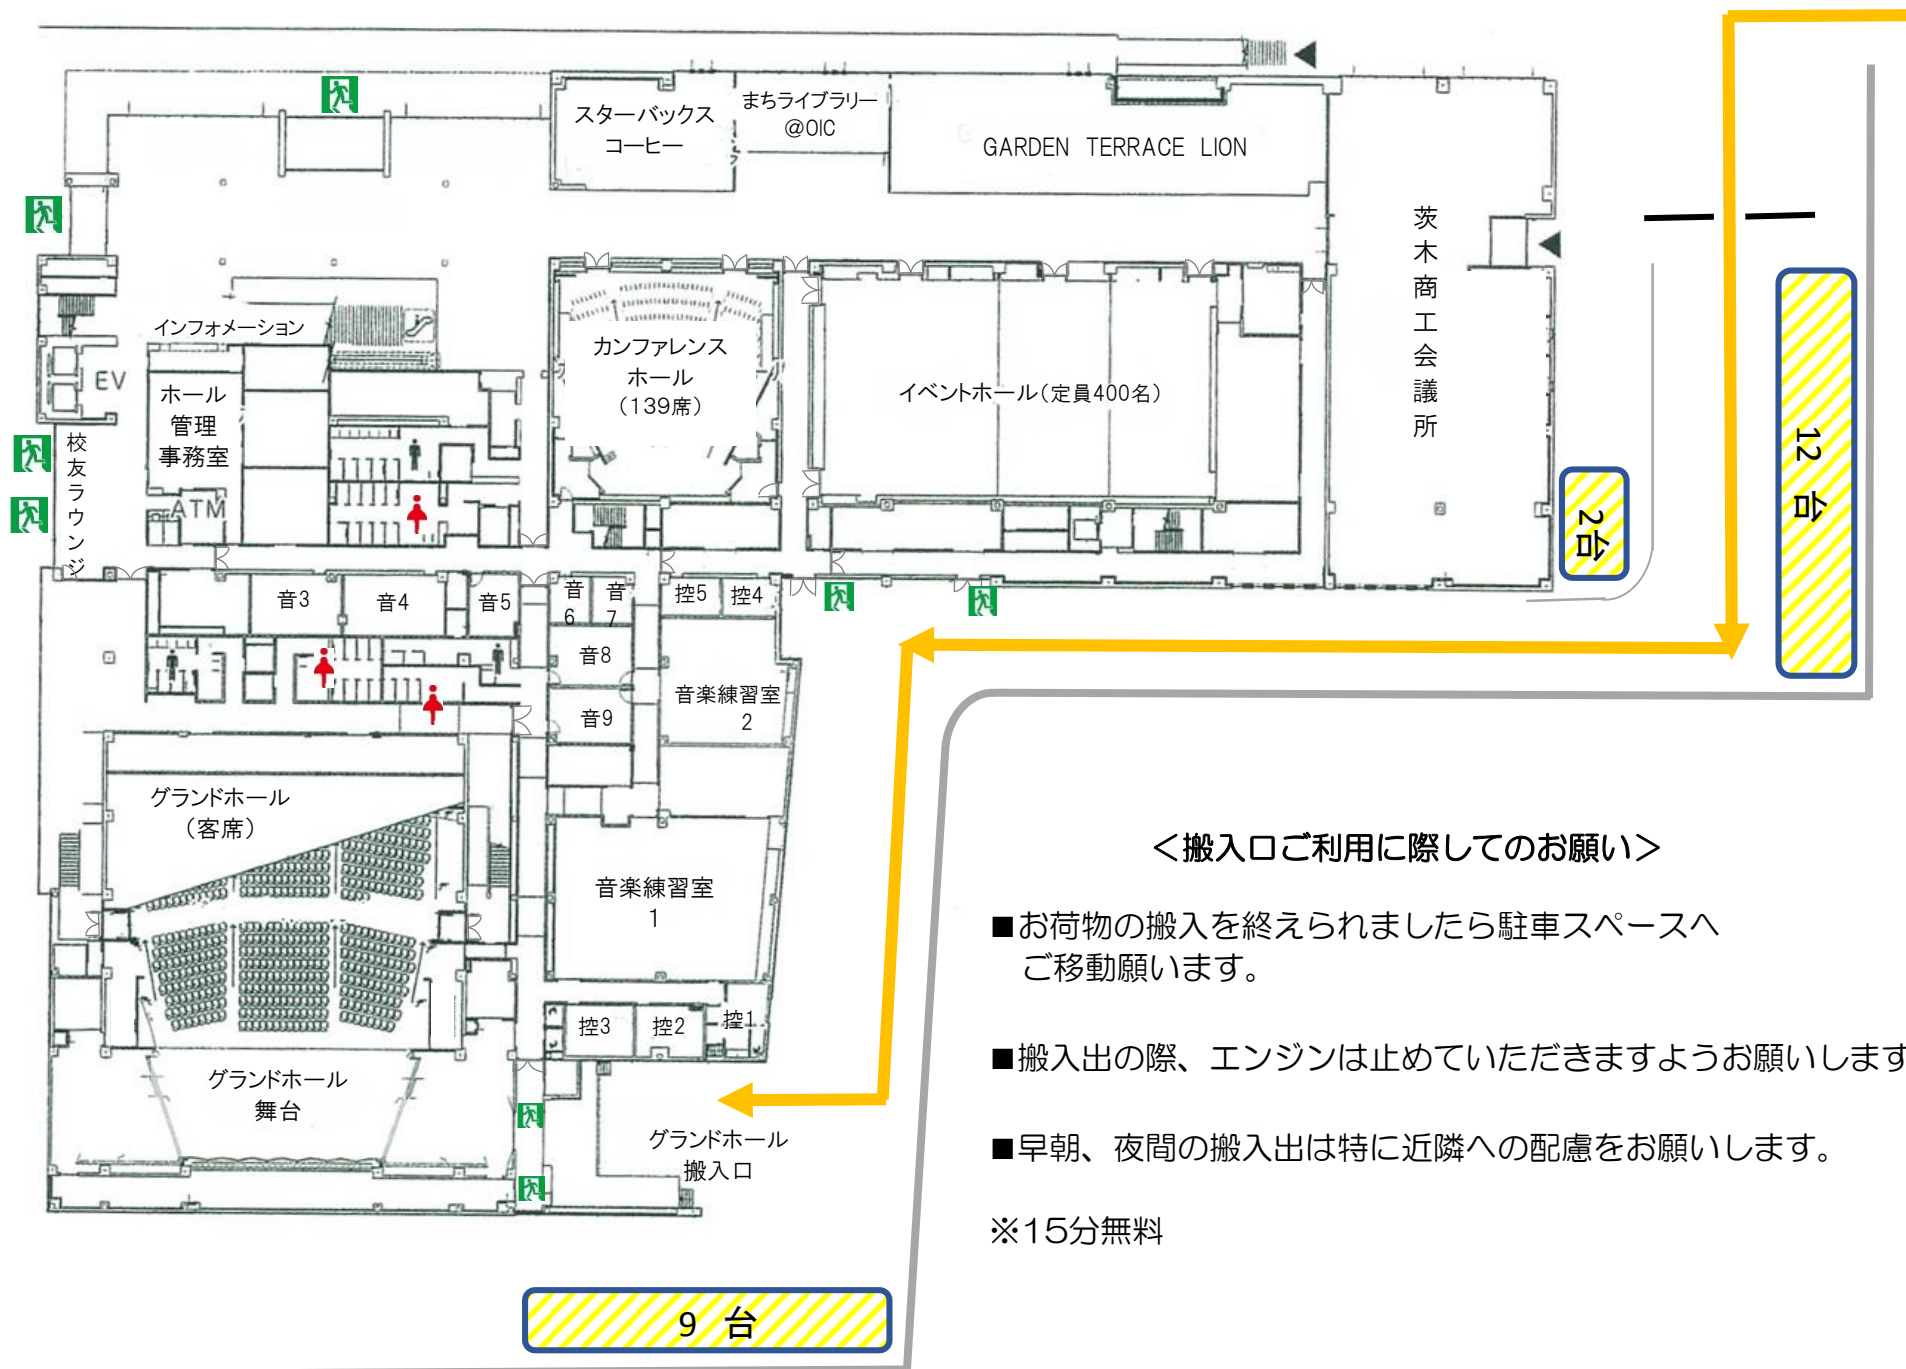 スターバックス
コーヒー
まちライブラリー
@OIC
GARDEN TERRACE LION
茨木商工会議所
インフォメーション
EV
ホール
管理
事務室
ATM
校友ラウンジ
カンファレンス
ホール
（139席）
イベントホール（定員400名）
12 台
2台
音3
音4
音5
音
6
音
7
控5
控4
音8
音9
音楽練習室
2
グランドホール
（客席）
音楽練習室
1
控3
控2
控1
グランドホール
舞台
グランドホール
搬入口
＜搬入口ご利用に際してのお願い＞
■お荷物の搬入を終えられましたら駐車スペースへ
ご移動願います。
■搬入出の際、エンジンは止めていただきますようお願いします
■早朝、夜間の搬入出は特に近隣への配慮をお願いします。
※15分無料
9 台